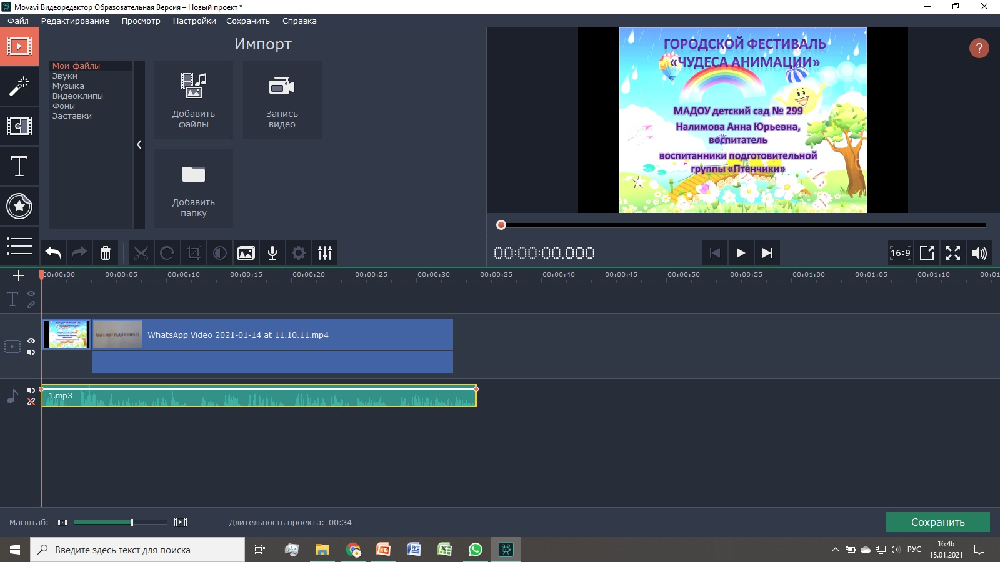 Movavi Видеоредактор Образовательная Версия – Новый проект *
Файл Редактирование Просмотр Настройки Сохранить Справка
Импорт
Мои файлы
Звуки
Музыка
Видеоклипы
Фоны
Заставки
Добавить
файлы
Запись
видео
Добавить
папку
ГОРОДСКОЙ ФЕСТИВАЛЬ
«ЧУДЕСА АНИМАЦИИ»
МАДОУ детский сад № 299
Налимова Анна Юрьевна,
воспитатель
воспитанники подготовительной
группы «Птенчики»
?
00:00:00.000
16:9
00:00:00 00:00:05 00:00:10 00:00:15 00:00:20 00:00:25 00:00:30 00:00:35 00:00:40 00:00:45 00:00:50 00:00:55 00:01:00 00:01:05 00:01:10 00:01
WhatsApp Video 2021-01-14 at 11.10.11.mp4
1.mp3
Масштаб:
Длительность проекта: 00:34
Сохранить
Введите здесь текст для поиска
РУС
16:46
15.01.2021